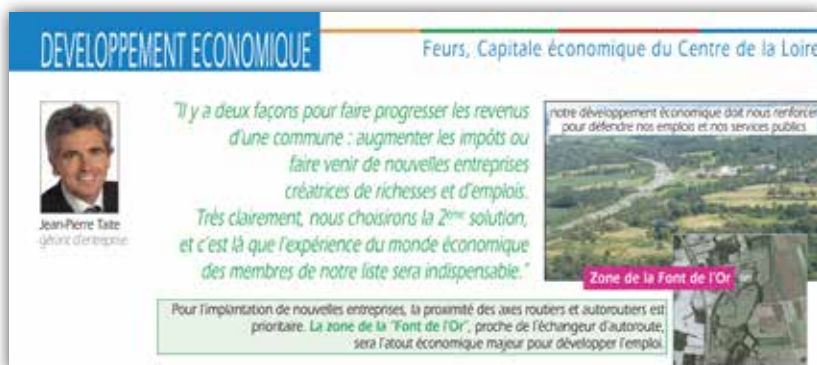 DEVELOPPEMENT ECONOMIQUE
Feurs, Capitale économique du Centre de la Loire
"Il y a deux façons pour faire progresser les revenus
d'une commune : augmenter les impôts ou
faire venir de nouvelles entreprises
créatrices de richesses et d'emplois.
Très clairement, nous choisirons la 2ème solution,
et c'est là que l'expérience du monde économique
des membres de notre liste sera indispensable."
Jean-Pierre Taite
gérant d'entreprise
notre développement économique doit nous renforcer
pour défendre nos emplois et nos services publics
Zone de la Font de l'Or
Pour l'implantation de nouvelles entreprises, la proximité des axes routiers et autoroutiers est
prioritaire. La zone de la "Font de l'Or", proche de l'échangeur d'autoroute,
sera l'atout économique majeur pour développer l'emploi.